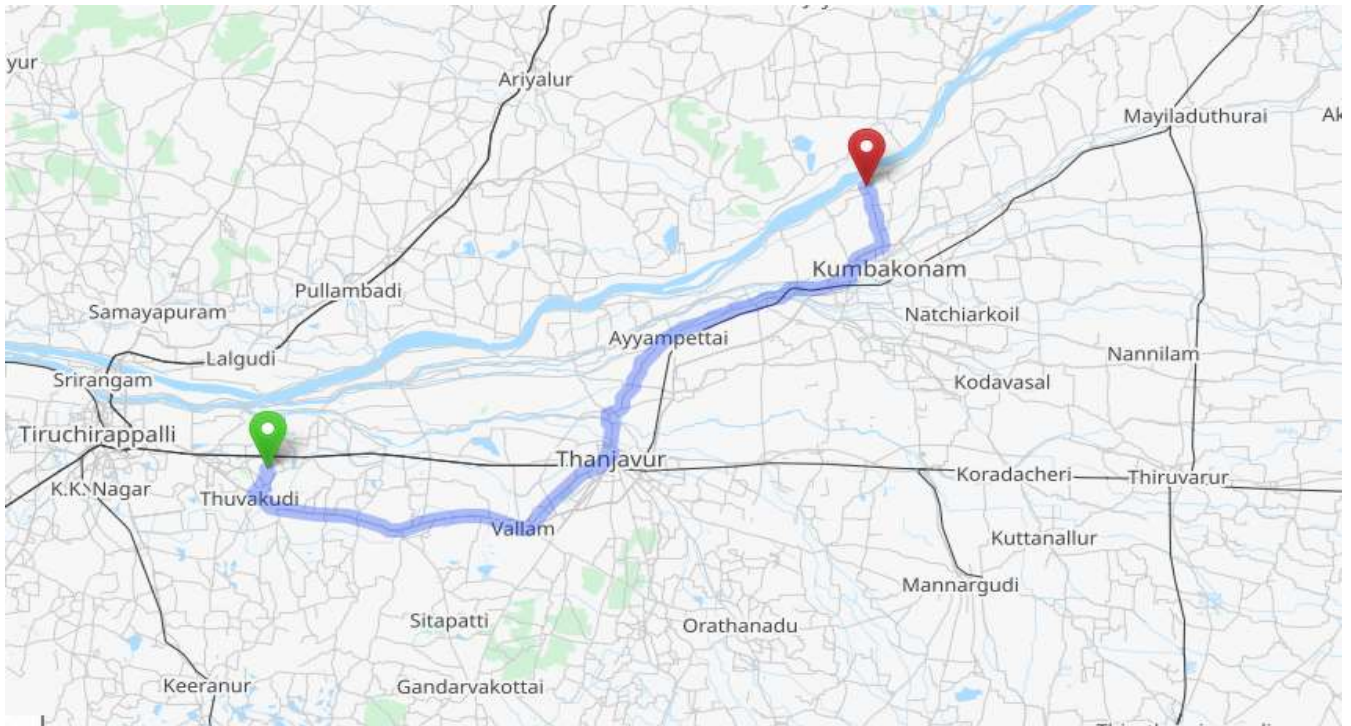 yur
Ariyalur
Mayiladuthurai
Ak
Kumbakonam
Pullambadi
Samayapuram
Natchiarkoil
Ayyampettai
Lalgudi
Nannilam
Srirangam
Kodavasal
Tiruchirappalli
Thanjavur
Koradacheri
Thiruvarur
K.K. Nagar
Thuvakudi
Vallam
Kuttanallur
Mannargudi
Sitapatti
Orathanadu
Keeranur
Gandarvakottai